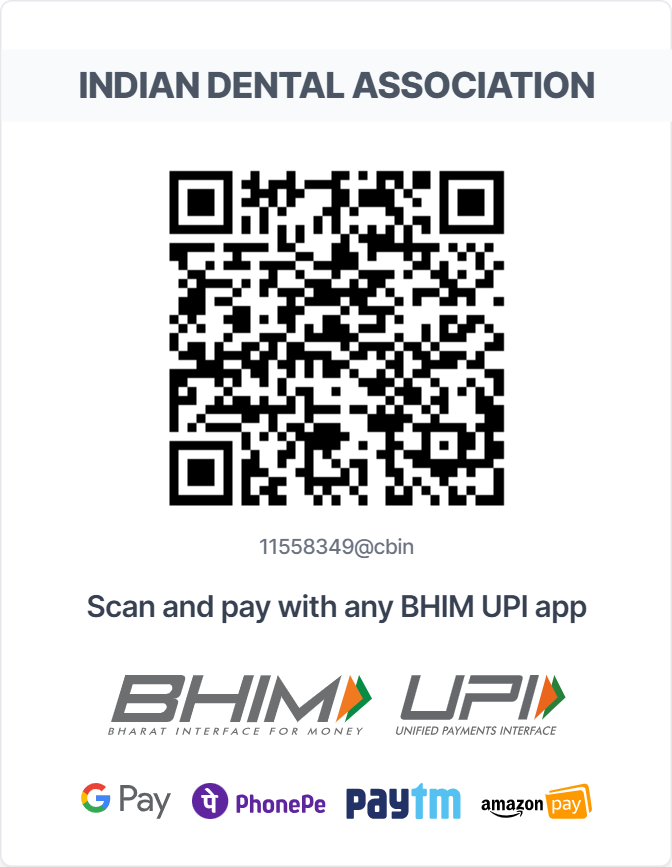 INDIAN DENTAL ASSOCIATION
11558349@cbin
Scan and pay with any BHIM UPI app
BHIM UPI
BHARAT INTERFACE FOR MONEY UNIFIED PAYMENTS INTERFACE
G Pay पे PhonePe paytm amazon pay